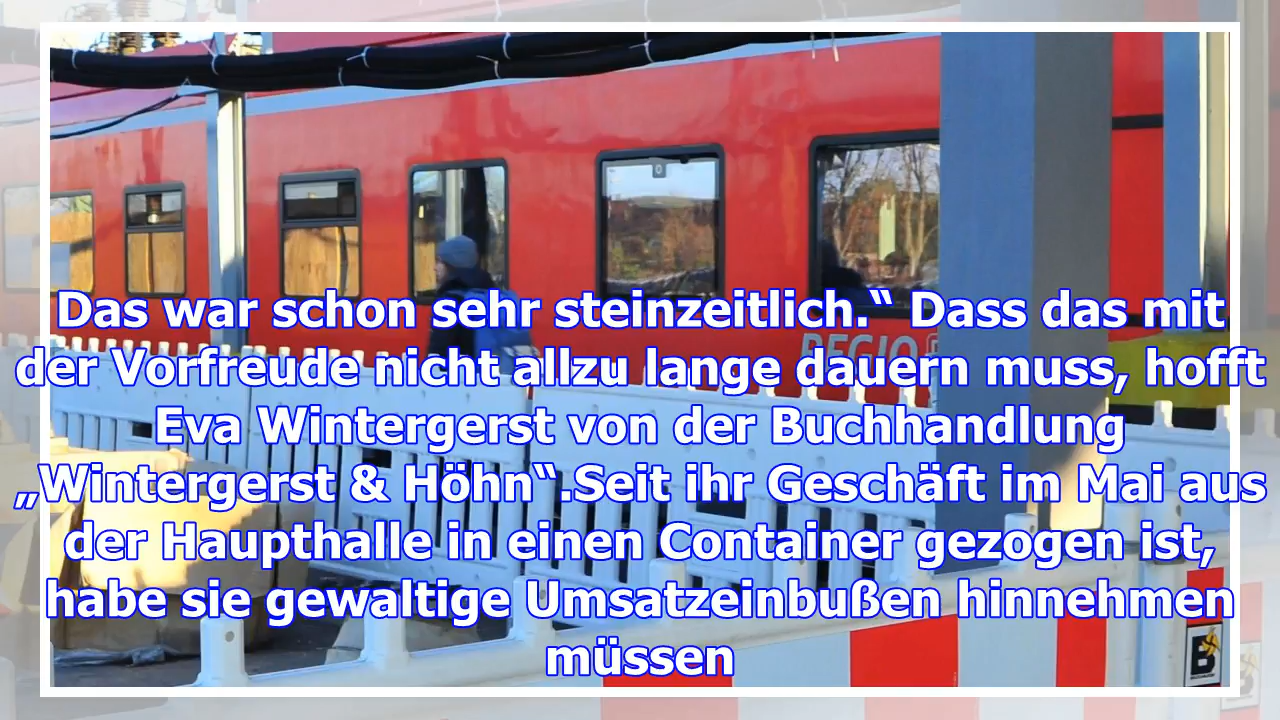 Das war schon sehr steinzeitlich.“ Dass das mit
der Vorfreude nicht allzu lange dauern muss, hofft
Eva Wintergerst von der Buchhandlung
„Wintergerst & Höhn“.Seit ihr Geschäft im Mai aus
der Haupthalle in einen Container gezogen ist,
habe sie gewaltige Umsatzeinbußen hinnehmen
müssen
REGIO
B